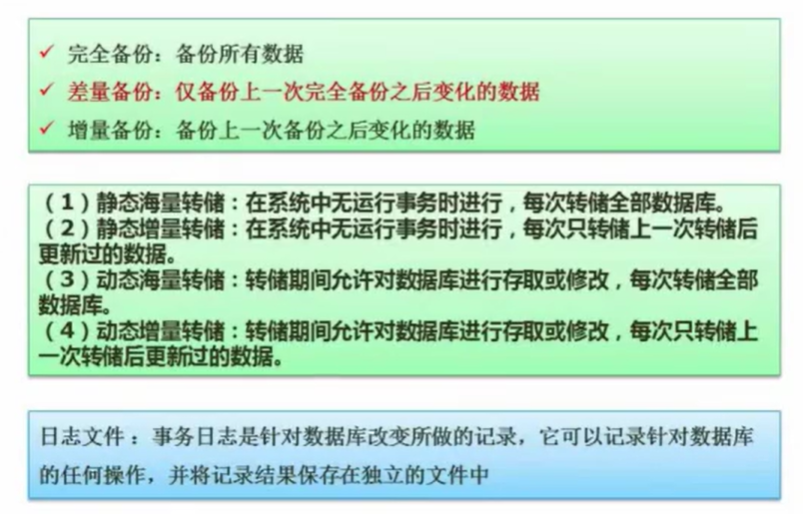 ✓ 完全备份：备份所有数据
✓ 差量备份：仅备份上一次完全备份之后变化的数据
✓ 增量备份：备份上一次备份之后变化的数据
（1）静态海量转储：在系统中无运行事务时进行，每次转储全部数据库。
（2）静态增量转储：在系统中无运行事务时进行，每次只转储上一次转储后
更新过的数据。
（3）动态海量转储：转储期间允许对数据库进行存取或修改，每次转储全部
数据库。
（4）动态增量转储：转储期间允许对数据库进行存取或修改，每次只转储上
一次转储后更新过的数据。
日志文件：事务日志是针对数据库改变所做的记录，它可以记录针对数据库
的任何操作，并将记录结果保存在独立的文件中